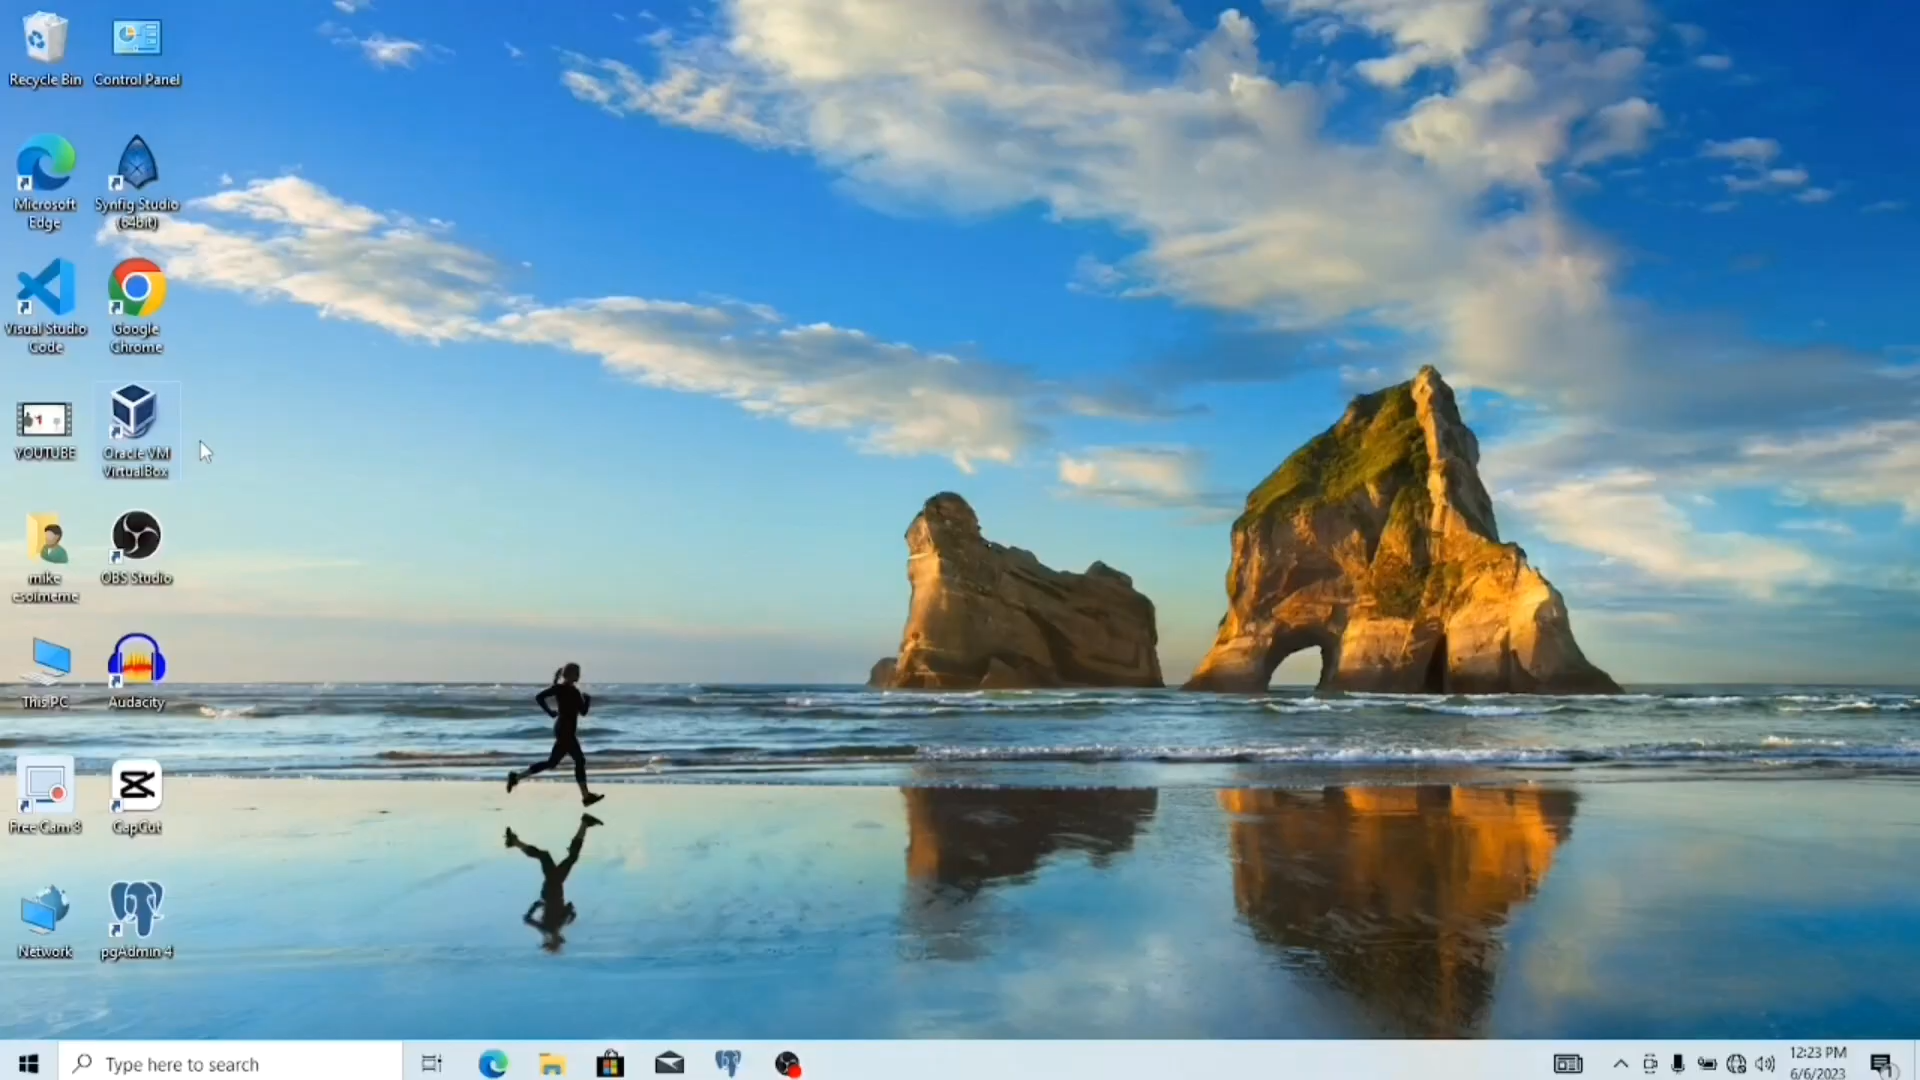 Recycle Bin
Control Panel
Microsoft
Edge
Synfig Studio
(64bit)
Visual Studio
Code
Google
Chrome
YOUTUBE
Oracle VM
VirtualBox
mike
esolmeme
OBS Studio
This PC
Audacity
Free Cam 8
CapCut
Network
pgAdmin 4
Type here to search
12:23 PM
6/6/2023
1